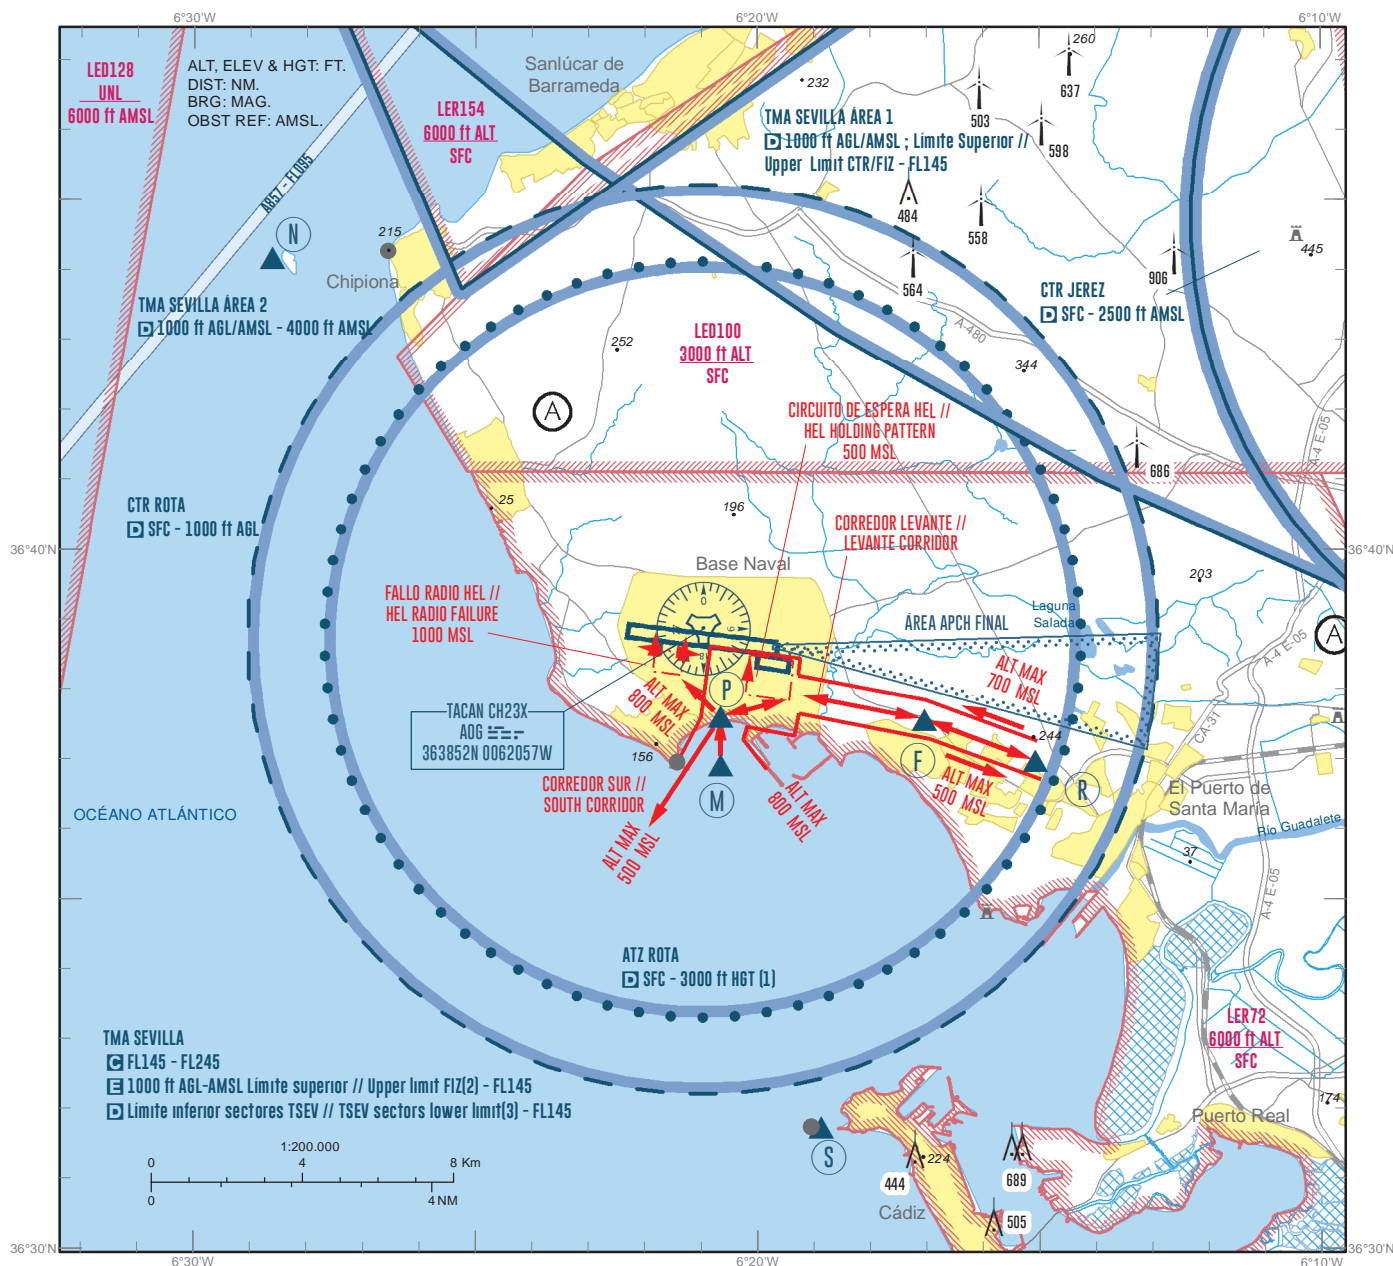 6°30'W
6°20'W
6°10'W
LED128
UNL
6000 ft AMSL
ALT, ELEV & HGT: FT.
DIST: NM.
BRG: MAG.
OBST REF: AMSL.
LER154
6000 ft ALT
SFC
Sanlúcar de
Barrameda
232
260
637
503
598
TMA SEVILLA ÁREA 1
D 1000 ft AGL/AMSL ; Límite Superior //
Upper Limit CTR/FIZ - FL145
A857 - FL095
484
558
N
215
Chipiona
564
906
445
CTR JEREZ
D SFC - 2500 ft AMSL
TMA SEVILLA ÁREA 2
D 1000 ft AGL/AMSL - 4000 ft AMSL
LED100
3000 ft ALT
SFC
252
A-480
344
A
CIRCUITO DE ESPERA HEL //
HEL HOLDING PATTERN
500 MSL
A-4 E-05
686
25
196
CTR ROTA
D SFC - 1000 ft AGL
CORREDOR LEVANTE //
LEVANTE CORRIDOR
36°40'N
36°40'N
Base Naval
203
FALLO RADIO HEL //
HEL RADIO FAILURE
1000 MSL
0
9
18
Laguna
Salada
ÁREA APCH FINAL
A
A-4 E-05
ALT MAX
700 MSL
ALT MAX
800 MSL
P
TACAN CH23X
AOG
363852N 0062057W
CA-31
244
156
F
R
M
CORREDOR SUR //
SOUTH CORRIDOR
ALT MAX
800 MSL
ALT MAX
500 MSL
El Puerto de
Santa María
OCÉANO ATLÁNTICO
Río Guadalete
ALT MAX
500 MSL
37
A-4 E-05
ATZ ROTA
D SFC - 3000 ft HGT (1)
LER72
6000 ft ALT
SFC
TMA SEVILLA
C FL145 - FL245
E 1000 ft AGL-AMSL Límite superior // Upper limit FIZ(2) - FL145
D Límite inferior sectores TSEV // TSEV sectors lower limit(3) - FL145
174
Puerto Real
1:200.000
0 4 8 Km
0 4 NM
S
224
444
689
Cádiz
505
36°30'N
36°30'N
6°30'W
6°20'W
6°10'W